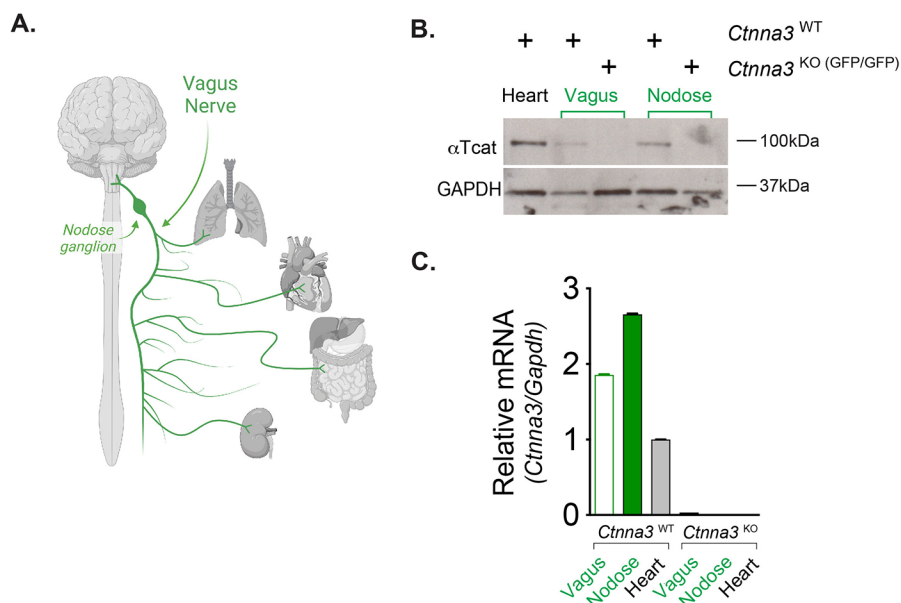 A.
Vagus
Nerve
Nodose
ganglion
B.
+ + + Ctnna3 WT
+ + Ctnna3 KO (GFP/GFP)
Heart Vagus Nodose
αTcat 100kDa
GAPDH 37kDa
C.
Relative mRNA
(Ctnna3/Gapdh)
3
2
1
0
Ctnna3 WT Ctnna3 KO
Vagus Nodose Heart Vagus Nodose Heart